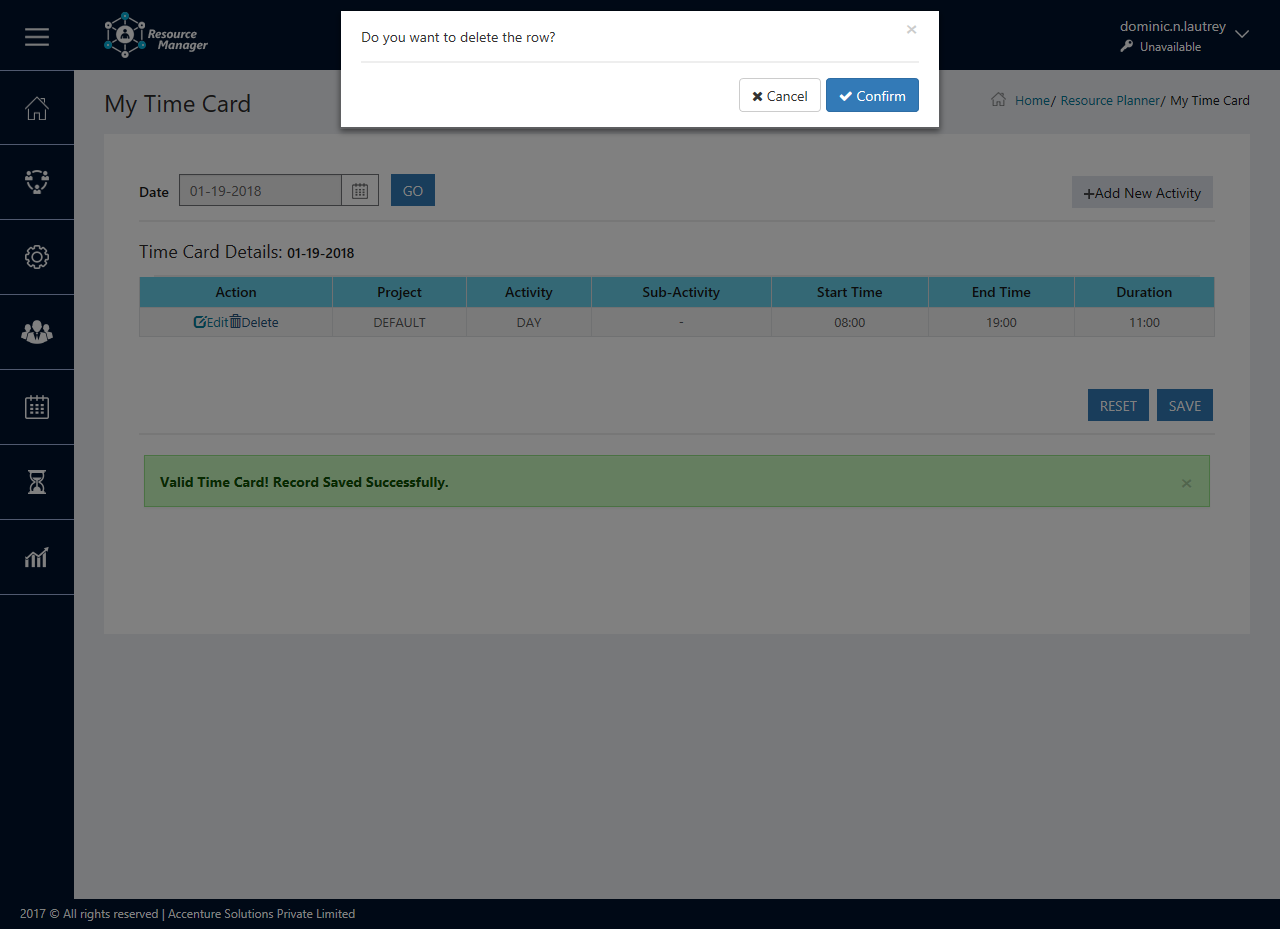 Resource
Manager
dominic.n.lautrey
Unavailable
Do you want to delete the row?
×
Cancel
Confirm
My Time Card
Home/ Resource Planner/ My Time Card
Date
01-19-2018
GO
+Add New Activity
Time Card Details: 01-19-2018
Action Project Activity Sub-Activity Start Time End Time Duration
EditDelete DEFAULT DAY - 08:00 19:00 11:00
RESET SAVE
Valid Time Card! Record Saved Successfully.
×
2017 © All rights reserved | Accenture Solutions Private Limited